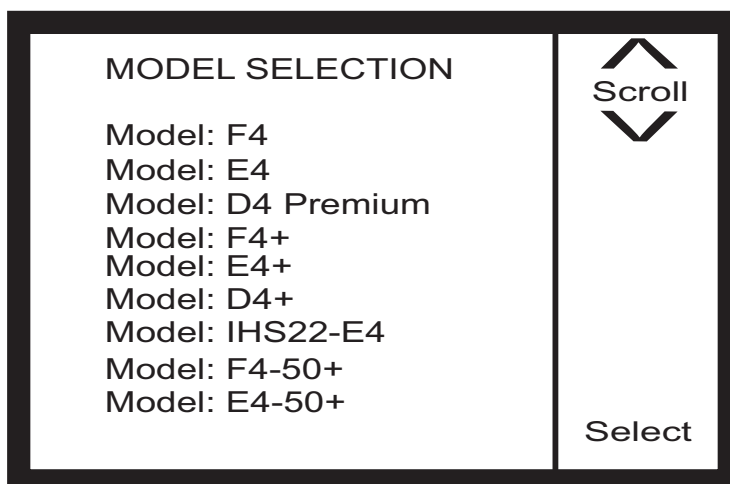 MODEL SELECTION
Model: F4
Model: E4
Model: D4 Premium
Model: F4+
Model: E4+
Model: D4+
Model: IHS22-E4
Model: F4-50+
Model: E4-50+
Scroll
Select